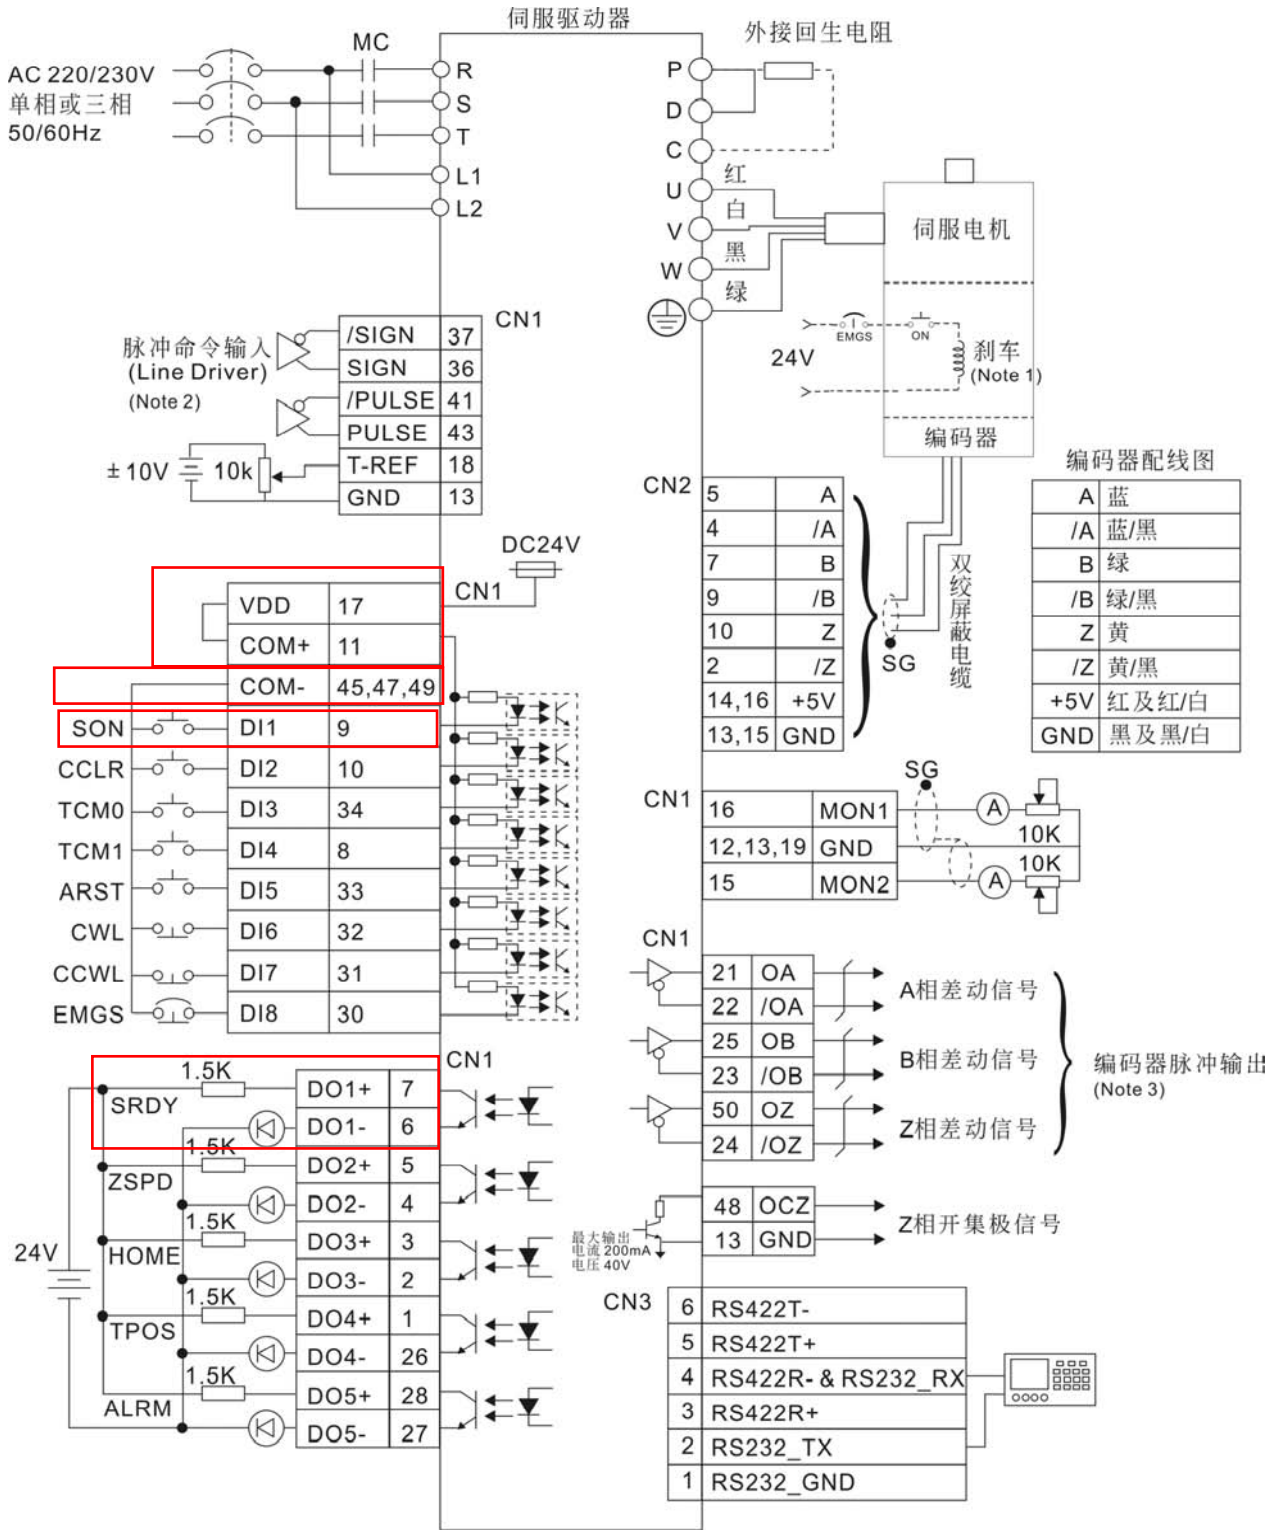 伺服驱动器
外接回生电阻
MC
AC 220/230V
单相或三相
50/60Hz
R
S
T
L1
L2
P
D
C
U
V
W
红
白
黑
绿
伺服电机
EMGS
ON
24V
刹车
(Note 1)
编码器
CN1
脉冲命令输入
(Line Driver)
(Note 2)
/SIGN 37
SIGN 36
/PULSE 41
PULSE 43
T-REF 18
GND 13
±10V
10k
CN2
5 A
4 /A
7 B
9 /B
10 Z
2 /Z
14,16 +5V
13,15 GND
SG
双绞屏蔽电缆
编码器配线图
A 蓝
/A 蓝/黑
B 绿
/B 绿/黑
Z 黄
/Z 黄/黑
+5V 红及红/白
GND 黑及黑/白
DC24V
CN1
VDD 17
COM+ 11
COM- 45,47,49
SON DI1 9
CCLR DI2 10
TCM0 DI3 34
TCM1 DI4 8
ARST DI5 33
CWL DI6 32
CCWL DI7 31
EMGS DI8 30
CN1
SG
16 MON1
12,13,19 GND
15 MON2
A
10K
10K
A
CN1
21 OA
22 /OA
A相差动信号
25 OB
23 /OB
B相差动信号
50 OZ
24 /OZ
Z相差动信号
编码器脉冲输出
(Note 3)
48 OCZ
13 GND
Z相开集极信号
最大输出
电流 200mA
电压 40V
CN1
24V
1.5K
SRDY
DO1+ 7
DO1- 6
1.5K
ZSPD
DO2+ 5
DO2- 4
1.5K
HOME
DO3+ 3
DO3- 2
1.5K
TPOS
DO4+ 1
DO4- 26
1.5K
ALRM
DO5+ 28
DO5- 27
CN3
6 RS422T-
5 RS422T+
4 RS422R- & RS232_RX
3 RS422R+
2 RS232_TX
1 RS232_GND